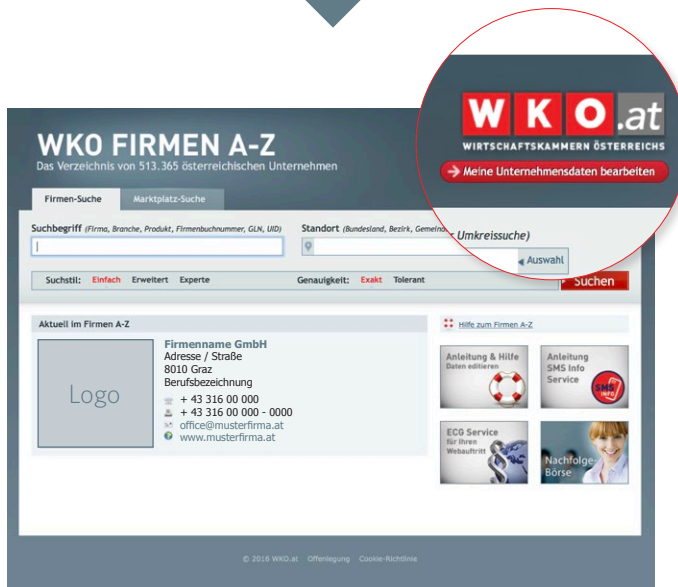 WKO.at
WIRTSCHAFTSKAMMERN ÖSTERREICHS
Meine Unternehmensdaten bearbeiten
WKO FIRMEN A-Z
Das Verzeichnis von 513.365 österreichischen Unternehmen
Firmen-Suche
Marktplatz-Suche
Suchbegriff (Firma, Branche, Produkt, Firmenbuchnummer, GLN, UID)
Standort (Bundesland, Bezirk, Gemeind
r Umkreissuche)
Auswahl
Suchstil: Einfach Erweitert Experte
Genauigkeit: Exakt Tolerant
Suchen
Aktuell im Firmen A-Z
Logo
Firmenname GmbH
Adresse / Straße
8010 Graz
Berufsbezeichnung
+ 43 316 00 000
+ 43 316 00 000 - 0000
office@musterfirma.at
www.musterfirma.at
Hilfe zum Firmen A-Z
Anleitung & Hilfe
Daten editieren
Anleitung
SMS Info
Service
SMS
INFO
ECG Service
für Ihren
Webauftritt
Nachfolge-
Börse
© 2016 WKO.at Offenlegung Cookie-Richtlinie